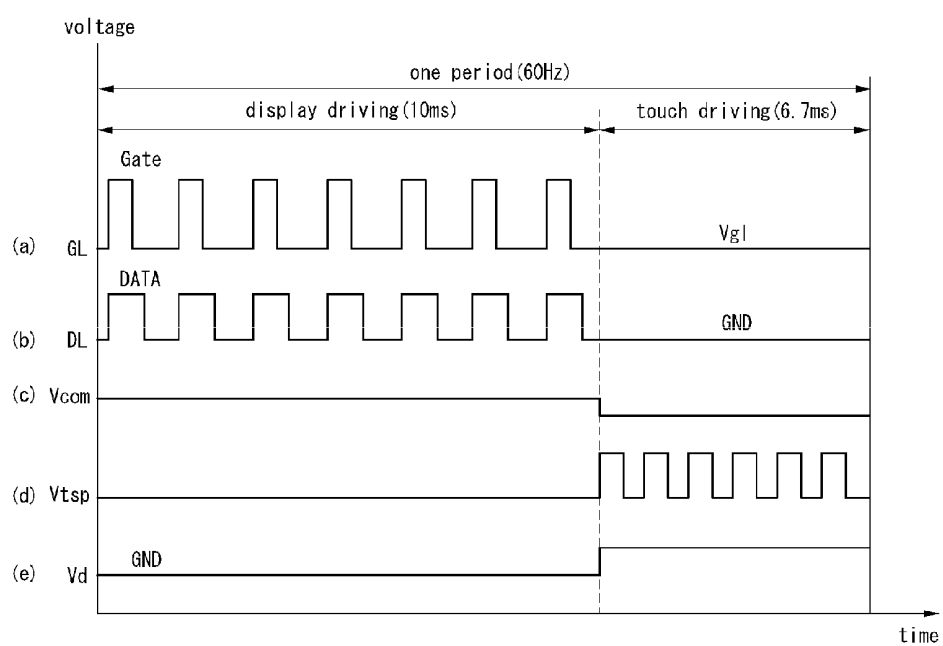 voltage
one period(60Hz)
display driving(10ms)
touch driving(6.7ms)
Gate
(a) GL
Vgl
DATA
(b) DL
GND
(c) Vcom
(d) Vtsp
GND
(e) Vd
time